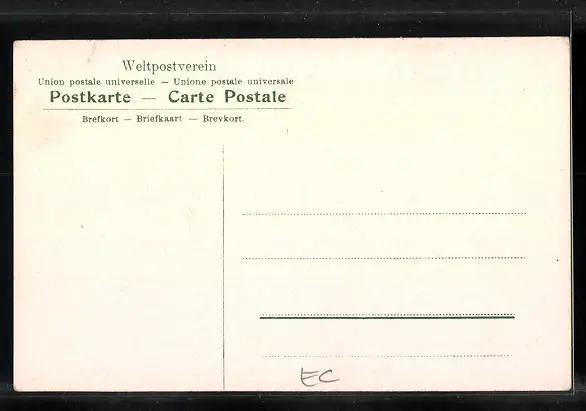 Weltpostverein
Union postale universelle — Unione postale universale
Postkarte — Carte Postale
Brefkort — Briefkaart — Brevkort.
EC